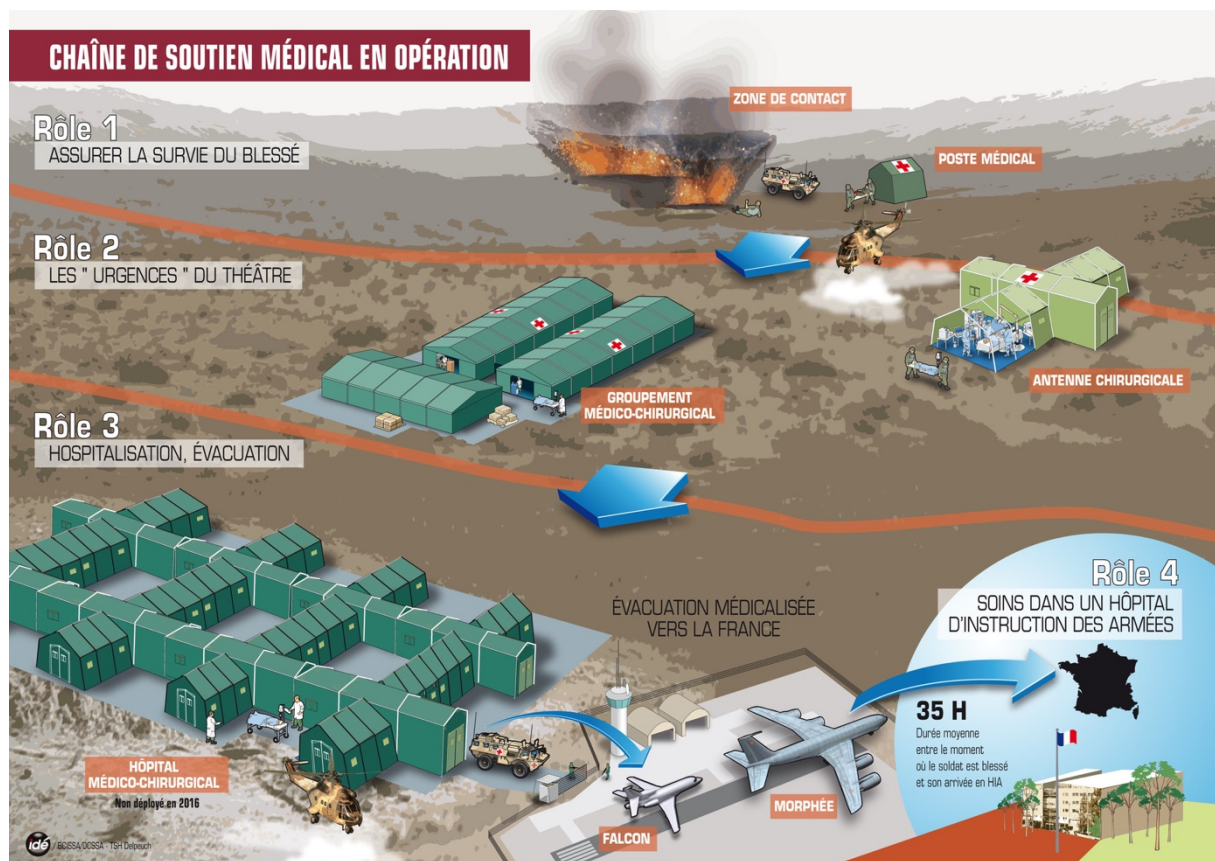 CHAÎNE DE SOUTIEN MÉDICAL EN OPÉRATION
ZONE DE CONTACT
Rôle 1
ASSURER LA SURVIE DU BLESSÉ
POSTE MÉDICAL
Rôle 2
LES " URGENCES " DU THÉÂTRE
ANTENNE CHIRURGICALE
GROUPEMENT
MÉDICO-CHIRURGICAL
Rôle 3
HOSPITALISATION, ÉVACUATION
Rôle 4
SOINS DANS UN HÔPITAL
D'INSTRUCTION DES ARMÉES
ÉVACUATION MÉDICALISÉE
VERS LA FRANCE
35 H
Durée moyenne
entre le moment
où le soldat est blessé
et son arrivée en HIA
HÔPITAL
MÉDICO-CHIRURGICAL
Non déployé en 2016
MORPHÉE
FALCON
idé / BCISSA/DCSSA - TSH Delpeuch